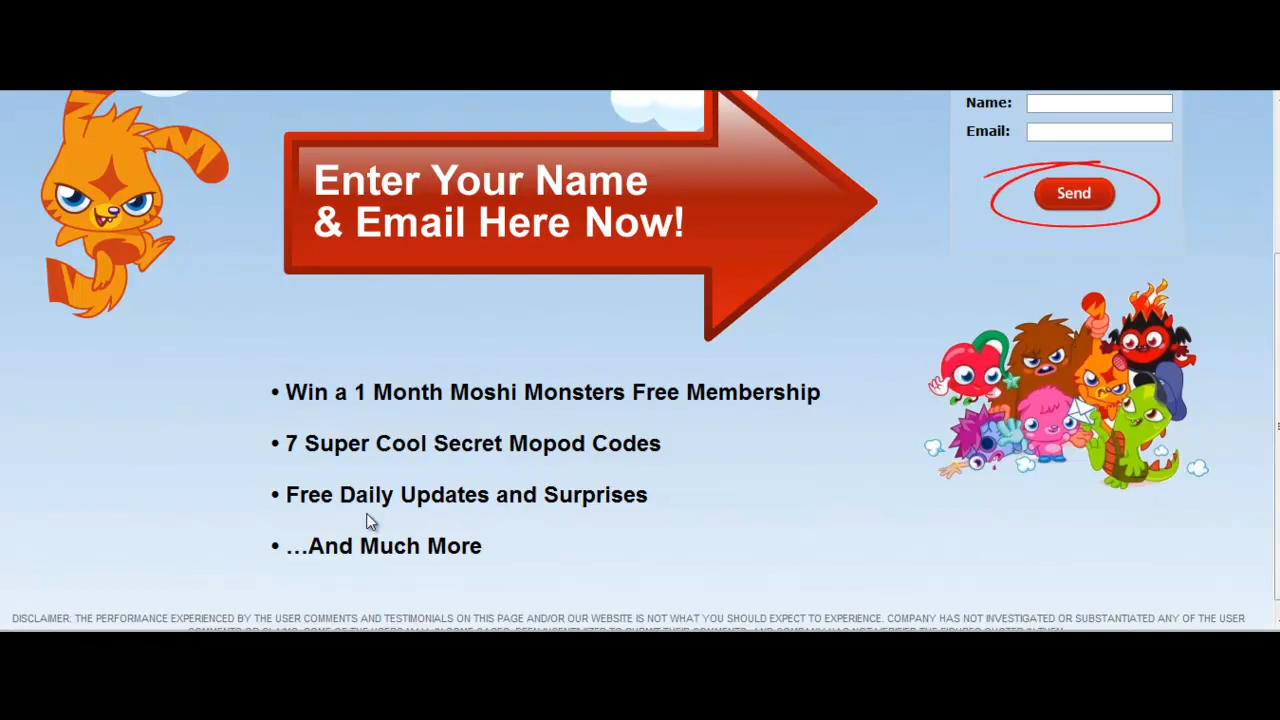 Name:
Email:
Enter Your Name
& Email Here Now!
Send
• Win a 1 Month Moshi Monsters Free Membership
• 7 Super Cool Secret Mopod Codes
• Free Daily Updates and Surprises
• …And Much More
DISCLAIMER: THE PERFORMANCE EXPERIENCED BY THE USER COMMENTS AND TESTIMONIALS ON THIS PAGE AND/OR OUR WEBSITE IS NOT WHAT YOU SHOULD EXPECT TO EXPERIENCE. COMPANY HAS NOT INVESTIGATED OR SUBSTANTIATED ANY OF THE USER